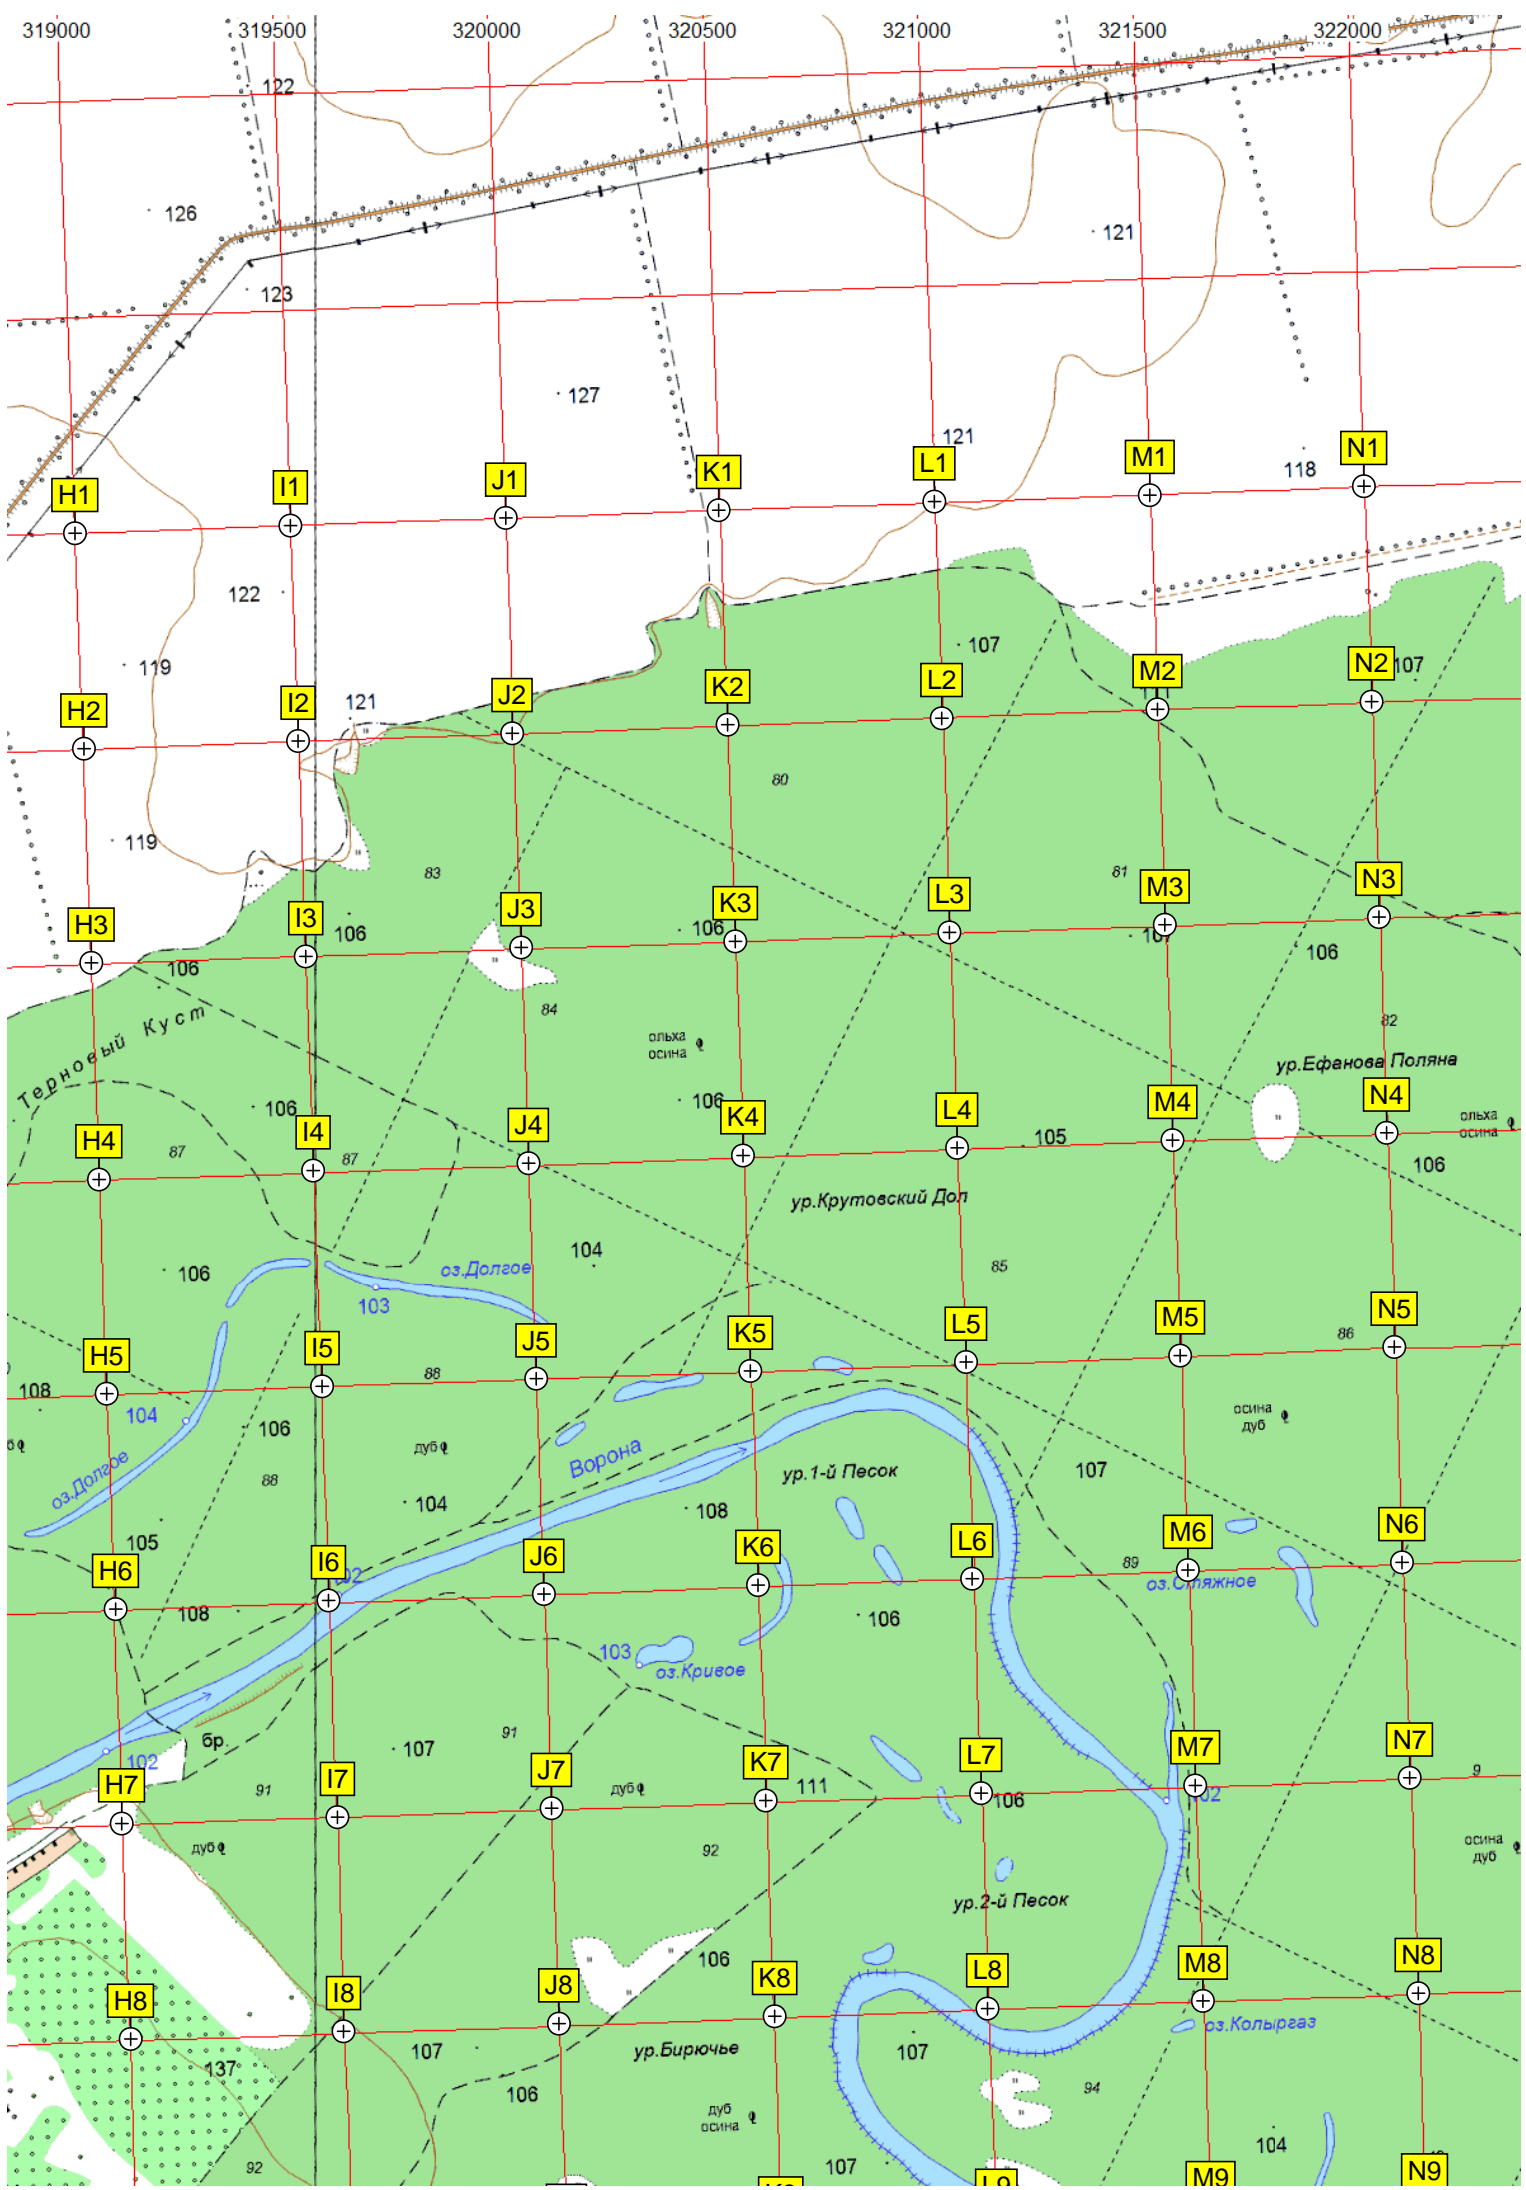 319000 319500 320000 320500 321000 321500 322000
122
126
121
123
127
121
118
H1 I1 J1 K1 L1 M1 N1
122
107
119
107
121
H2 I2 J2 K2 L2 M2 N2
80
119
83
81
H3 I3 J3 K3 L3 M3 N3
106
106
106
106
84
82
Терновый Куст
ольха
осина
ур.Ефанова Поляна
106
106
H4 I4 J4 K4 L4 M4 N4
105
ольха
осина
87
87
106
ур.Крутовский Дол
104
106
оз.Долгое
85
103
H5 I5 J5 K5 L5 M5 N5
88
86
108
104
106
дуб
осина
дуб
Ворона
оз.Долгое
88
ур.1-й Песок
107
104
108
105
H6 I6 J6 K6 L6 M6 N6
89
оз.Стяжное
108
106
103
оз.Кривое
91
бр.
107
102
H7 I7 J7 K7 L7 M7 N7
91
дуб
111
106
9
дуб
92
осина
дуб
ур.2-й Песок
106
H8 I8 J8 K8 L8 M8 N8
оз.Колыргаз
137
107
ур.Бирючье
107
106
94
дуб
осина
104
92
107
L9 M9 N9